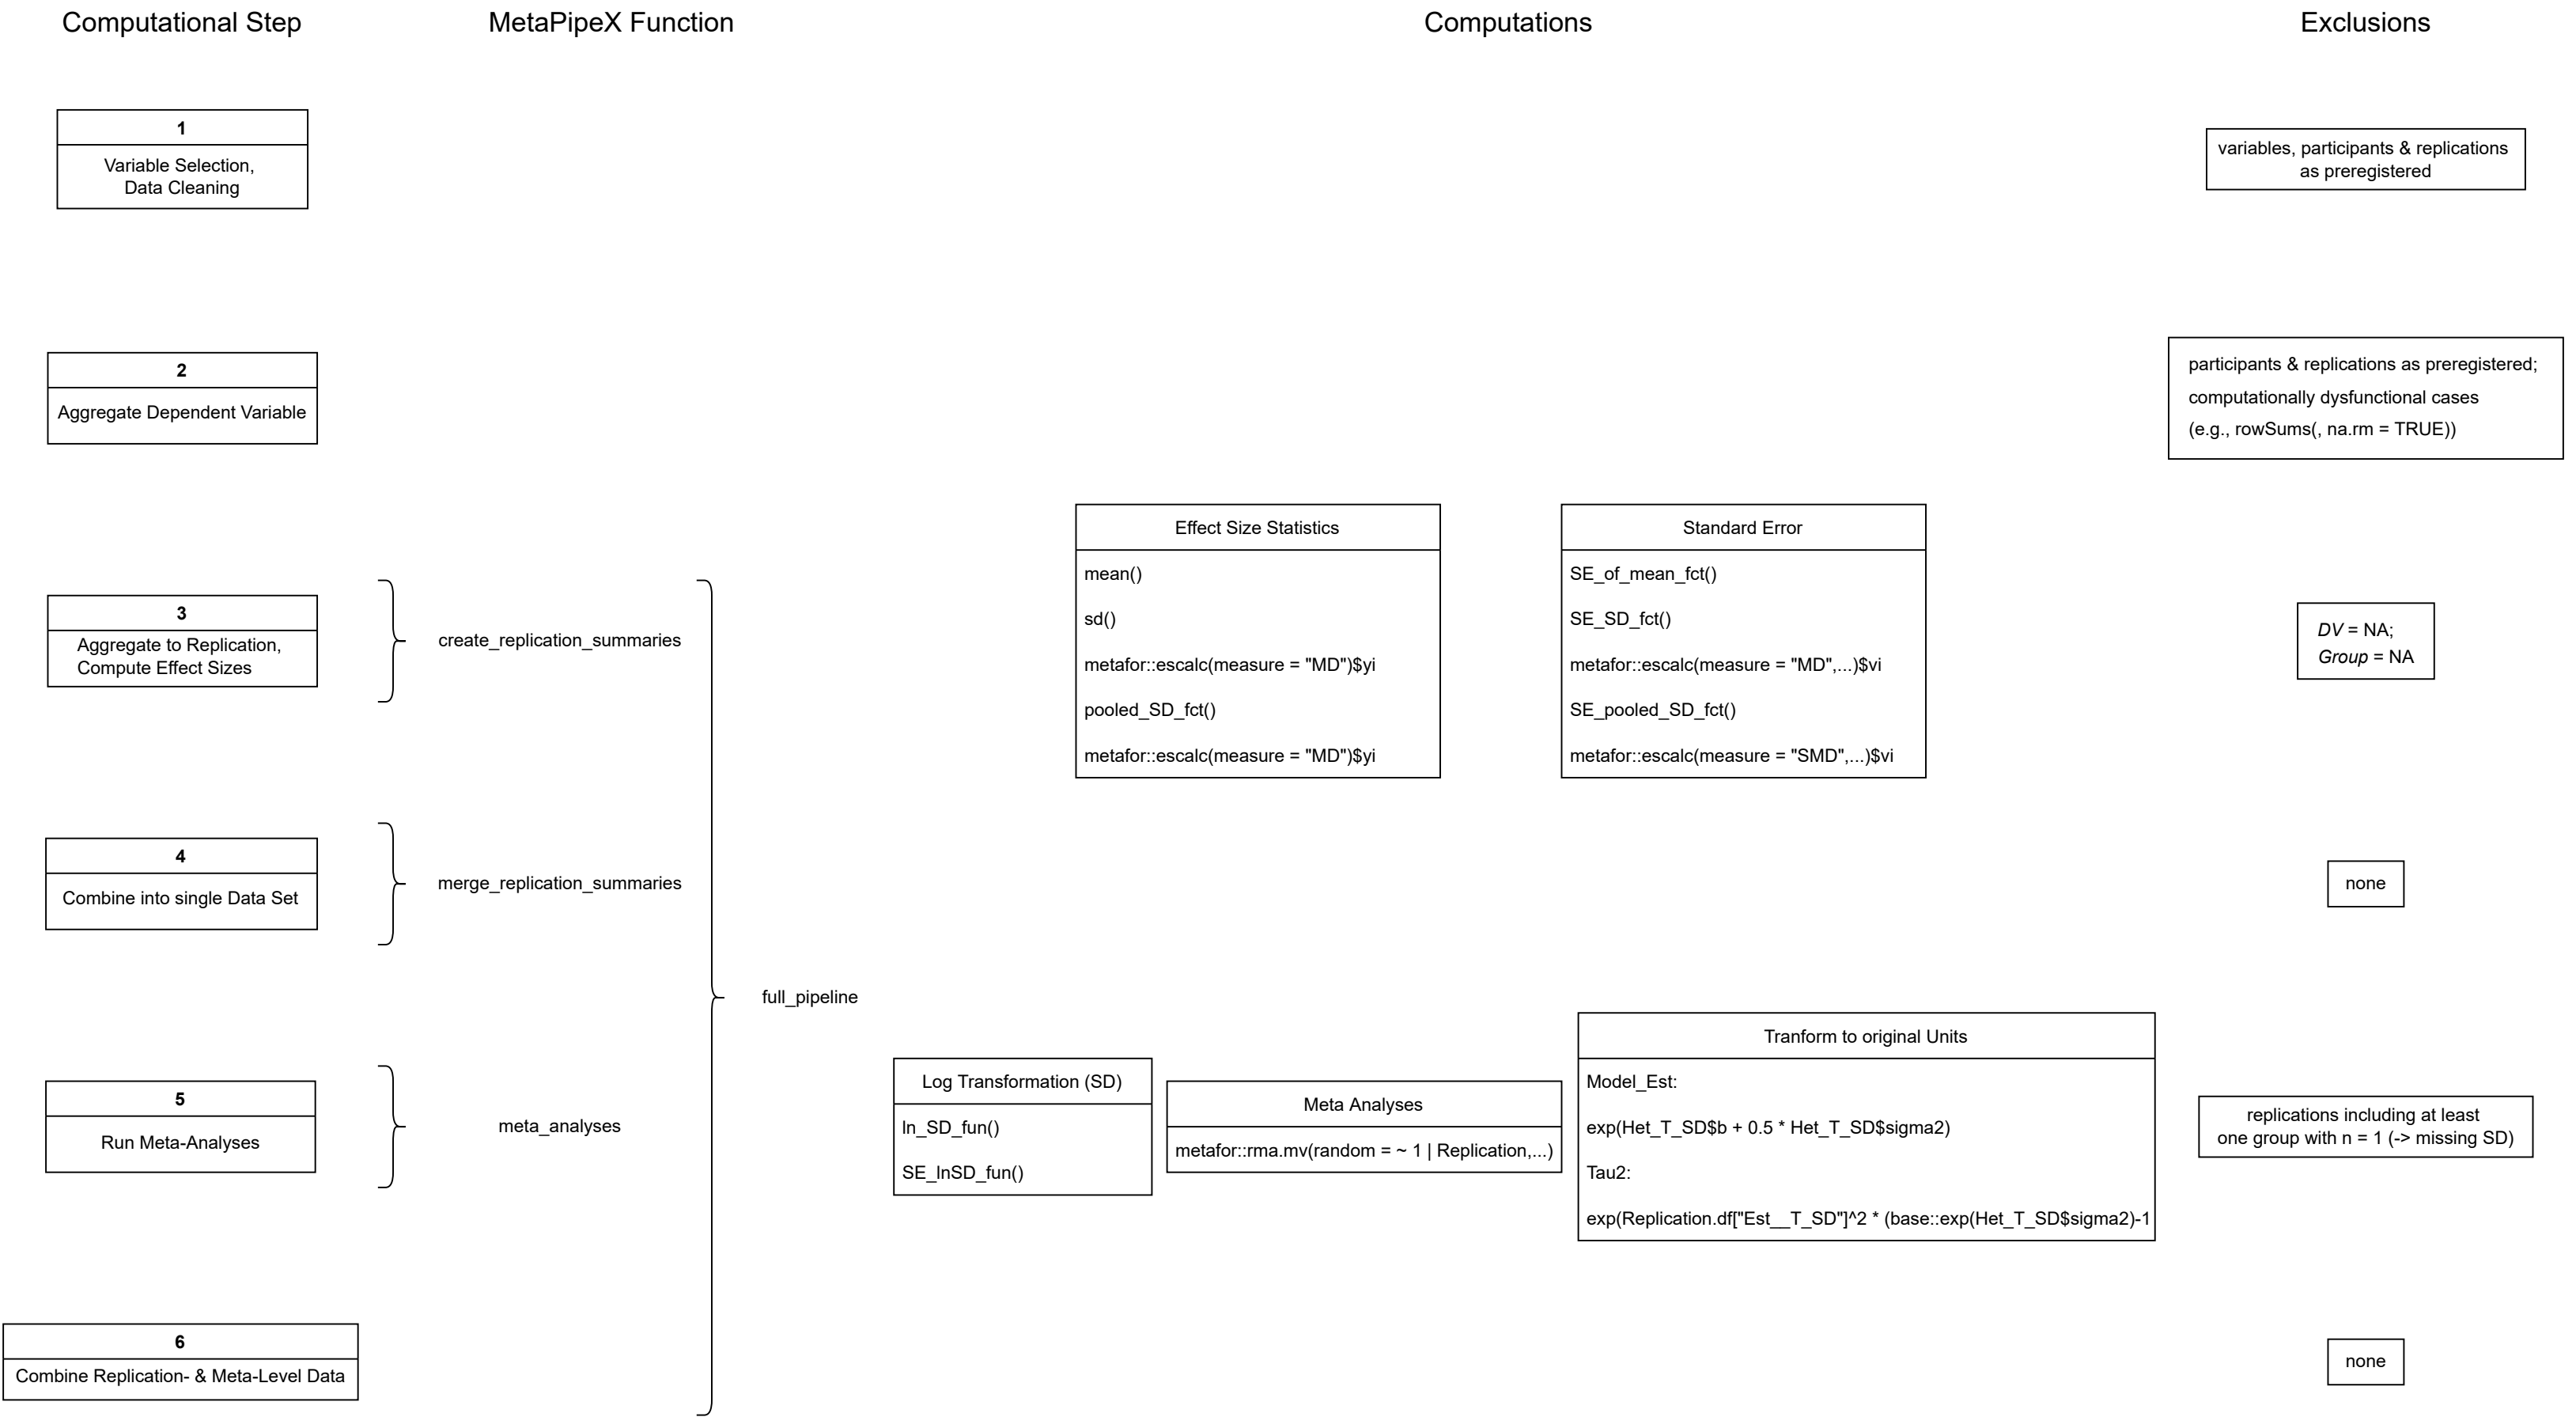 Computational Step
MetaPipeX Function
Computations
Exclusions
1
Variable Selection,
Data Cleaning
variables, participants & replications
as preregistered
2
Aggregate Dependent Variable
participants & replications as preregistered;
computationally dysfunctional cases
(e.g., rowSums(, na.rm = TRUE))
3
Aggregate to Replication,
Compute Effect Sizes
create_replication_summaries
Effect Size Statistics
mean()
sd()
metafor::escalc(measure = "MD")$yi
pooled_SD_fct()
metafor::escalc(measure = "MD")$yi
Standard Error
SE_of_mean_fct()
SE_SD_fct()
metafor::escalc(measure = "MD",...)$vi
SE_pooled_SD_fct()
metafor::escalc(measure = "SMD",...)$vi
DV = NA;
Group = NA
4
Combine into single Data Set
merge_replication_summaries
none
full_pipeline
5
Run Meta-Analyses
meta_analyses
Log Transformation (SD)
ln_SD_fun()
SE_lnSD_fun()
Meta Analyses
metafor::rma.mv(random = ~ 1 | Replication,...)
Tranform to original Units
Model_Est:
exp(Het_T_SD$b + 0.5 * Het_T_SD$sigma2)
Tau2:
exp(Replication.df["Est__T_SD"]^2 * (base::exp(Het_T_SD$sigma2)-1
replications including at least
one group with n = 1 (-> missing SD)
6
Combine Replication- & Meta-Level Data
none